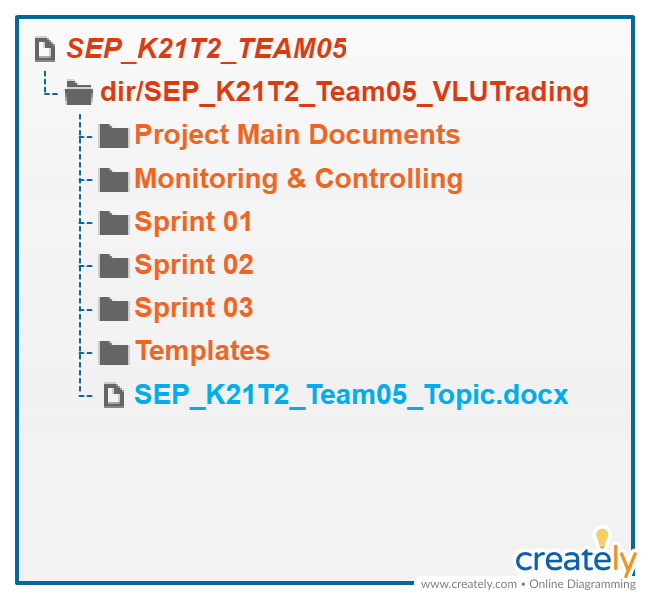 SEP_K21T2_TEAM05
dir/SEP_K21T2_Team05_VLUTrading
Project Main Documents
Monitoring & Controlling
Sprint 01
Sprint 02
Sprint 03
Templates
SEP_K21T2_Team05_Topic.docx
creately
www.creately.com • Online Diagramming